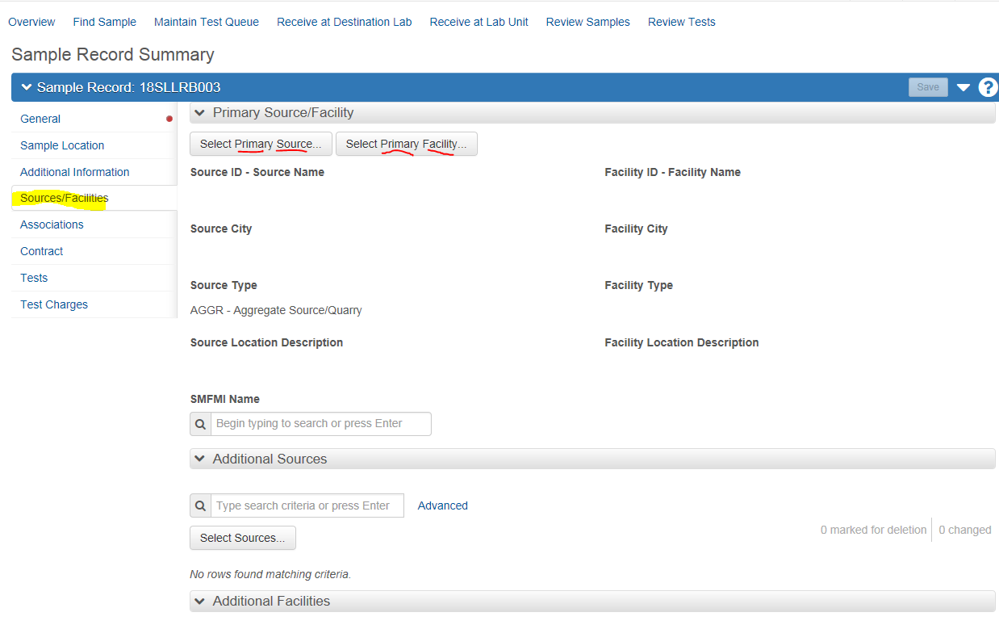 Overview Find Sample Maintain Test Queue Receive at Destination Lab Receive at Lab Unit Review Samples Review Tests
Sample Record Summary
Sample Record: 18SLLRB003 Save ?
General
Sample Location
Additional Information
Sources/Facilities
Associations
Contract
Tests
Test Charges
Primary Source/Facility
Select Primary Source... Select Primary Facility...
Source ID - Source Name Facility ID - Facility Name
Source City Facility City
Source Type Facility Type
AGGR - Aggregate Source/Quarry
Source Location Description Facility Location Description
SMFMI Name
Begin typing to search or press Enter
Additional Sources
Type search criteria or press Enter Advanced
Select Sources... 0 marked for deletion 0 changed
No rows found matching criteria.
Additional Facilities